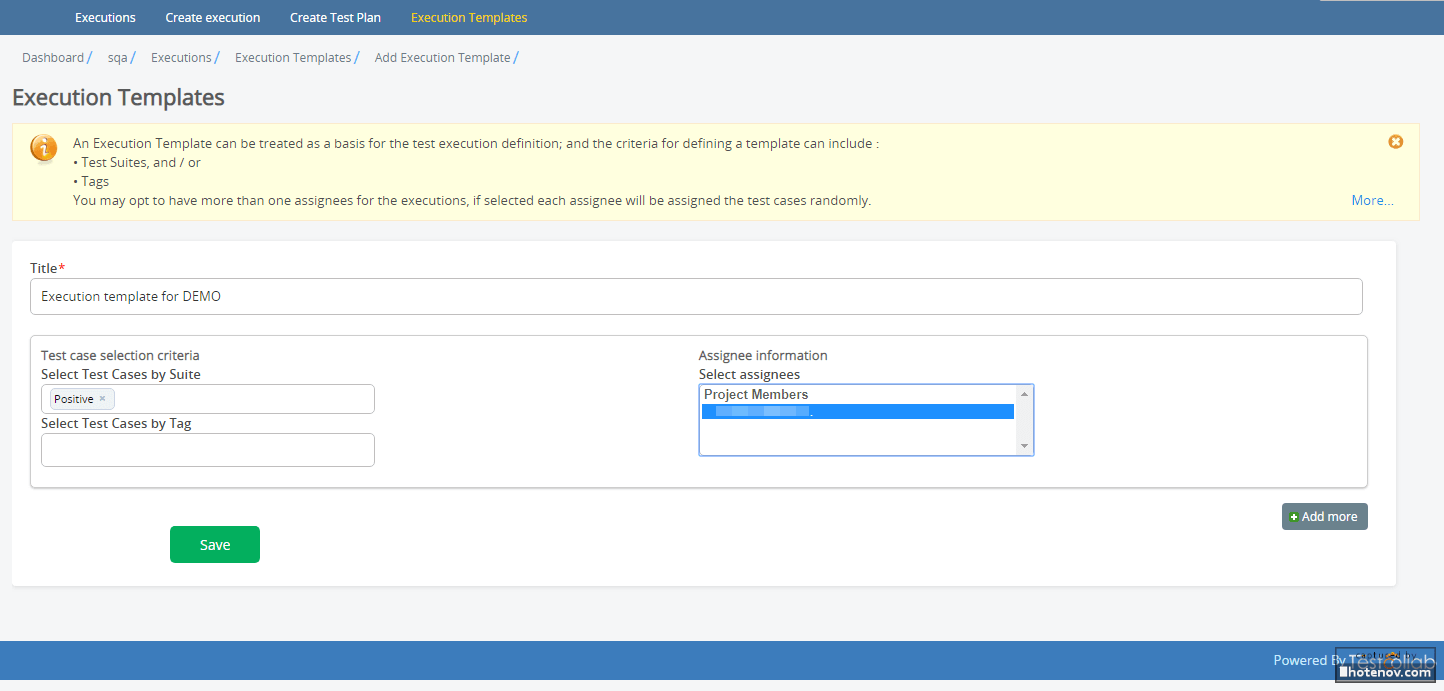 Executions Create execution Create Test Plan Execution Templates
Dashboard / sqa / Executions / Execution Templates / Add Execution Template /
Execution Templates
An Execution Template can be treated as a basis for the test execution definition; and the criteria for defining a template can include :
• Test Suites, and / or
• Tags
You may opt to have more than one assignees for the executions, if selected each assignee will be assigned the test cases randomly.
More...
Title*
Execution template for DEMO
Test case selection criteria
Select Test Cases by Suite
Positive ×
Select Test Cases by Tag
Assignee information
Select assignees
Project Members
Add more
Save
Powered By Testcollab
captured by
hotenov.com